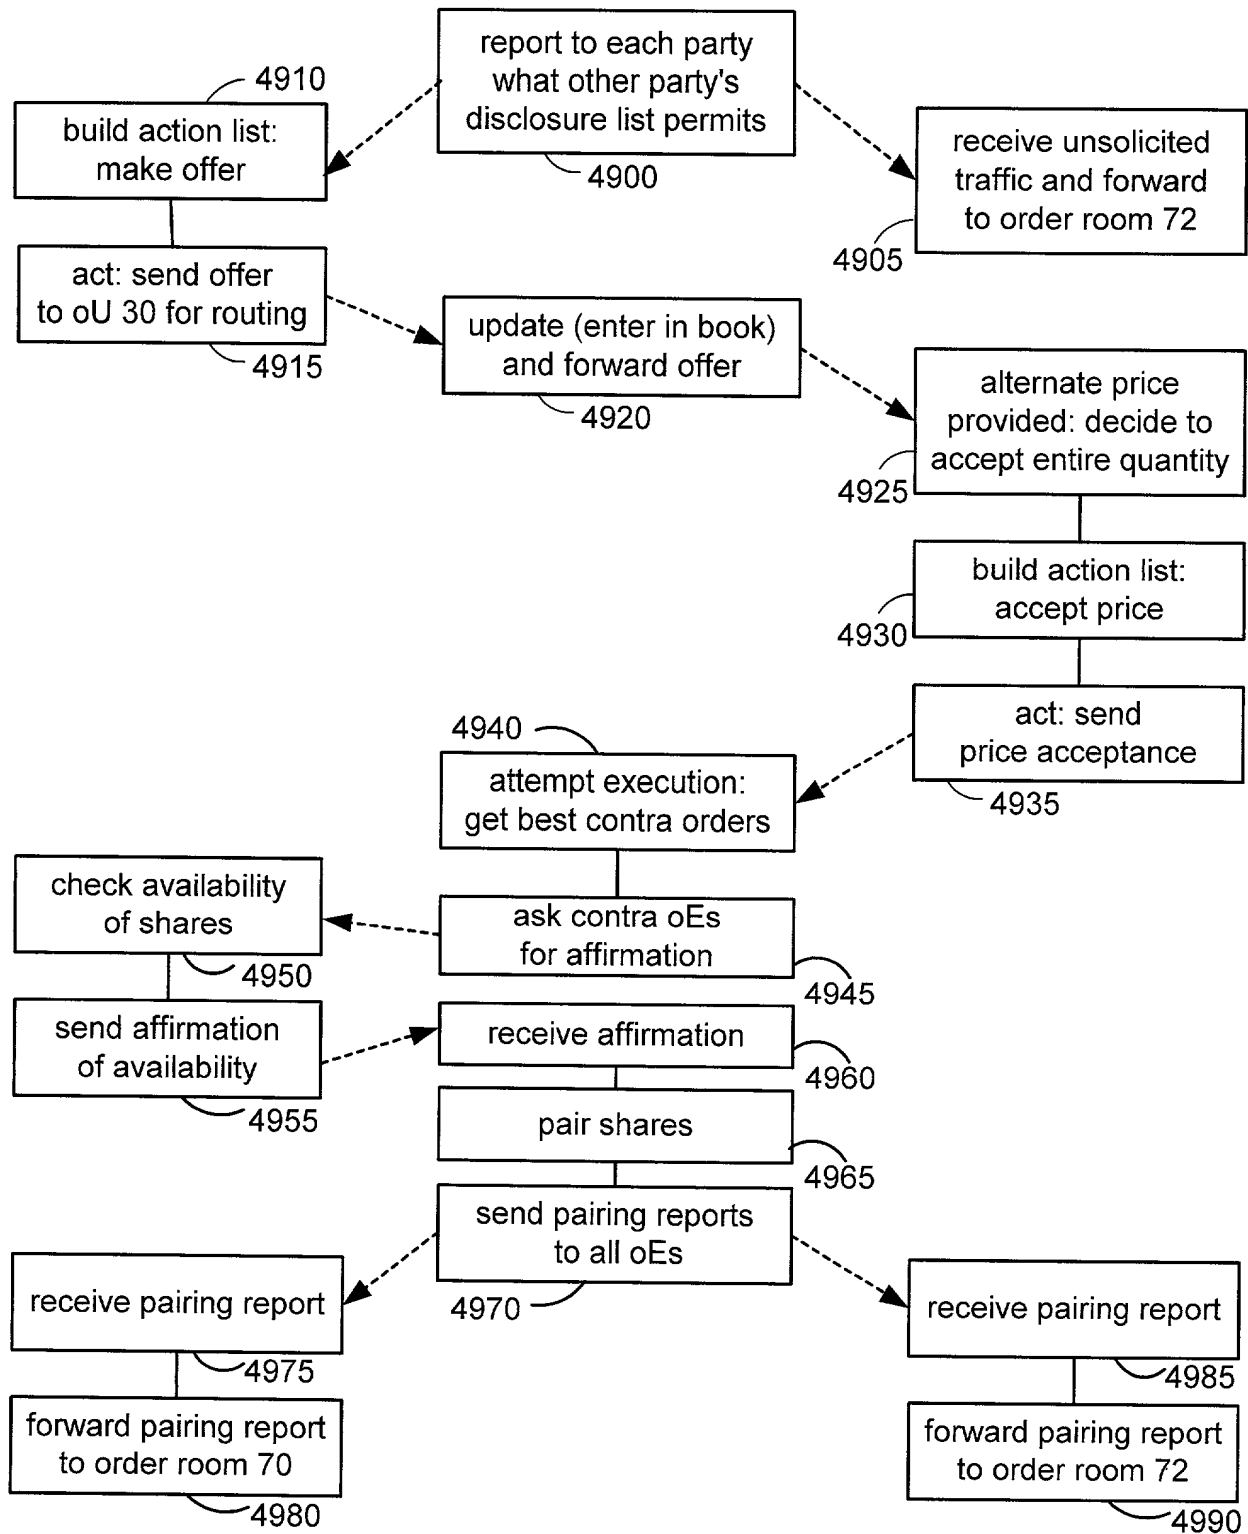 report to each party
what other party's
disclosure list permits
4900
4910
build action list:
make offer
receive unsolicited
traffic and forward
to order room 72
4905
act: send offer
to oU 30 for routing
4915
update (enter in book)
and forward offer
4920
alternate price
provided: decide to
accept entire quantity
4925
build action list:
accept price
4930
act: send
price acceptance
4935
4940
attempt execution:
get best contra orders
ask contra oEs
for affirmation
4945
check availability
of shares
4950
send affirmation
of availability
4955
receive affirmation
4960
pair shares
4965
send pairing reports
to all oEs
4970
receive pairing report
4975
forward pairing report
to order room 70
4980
receive pairing report
4985
forward pairing report
to order room 72
4990